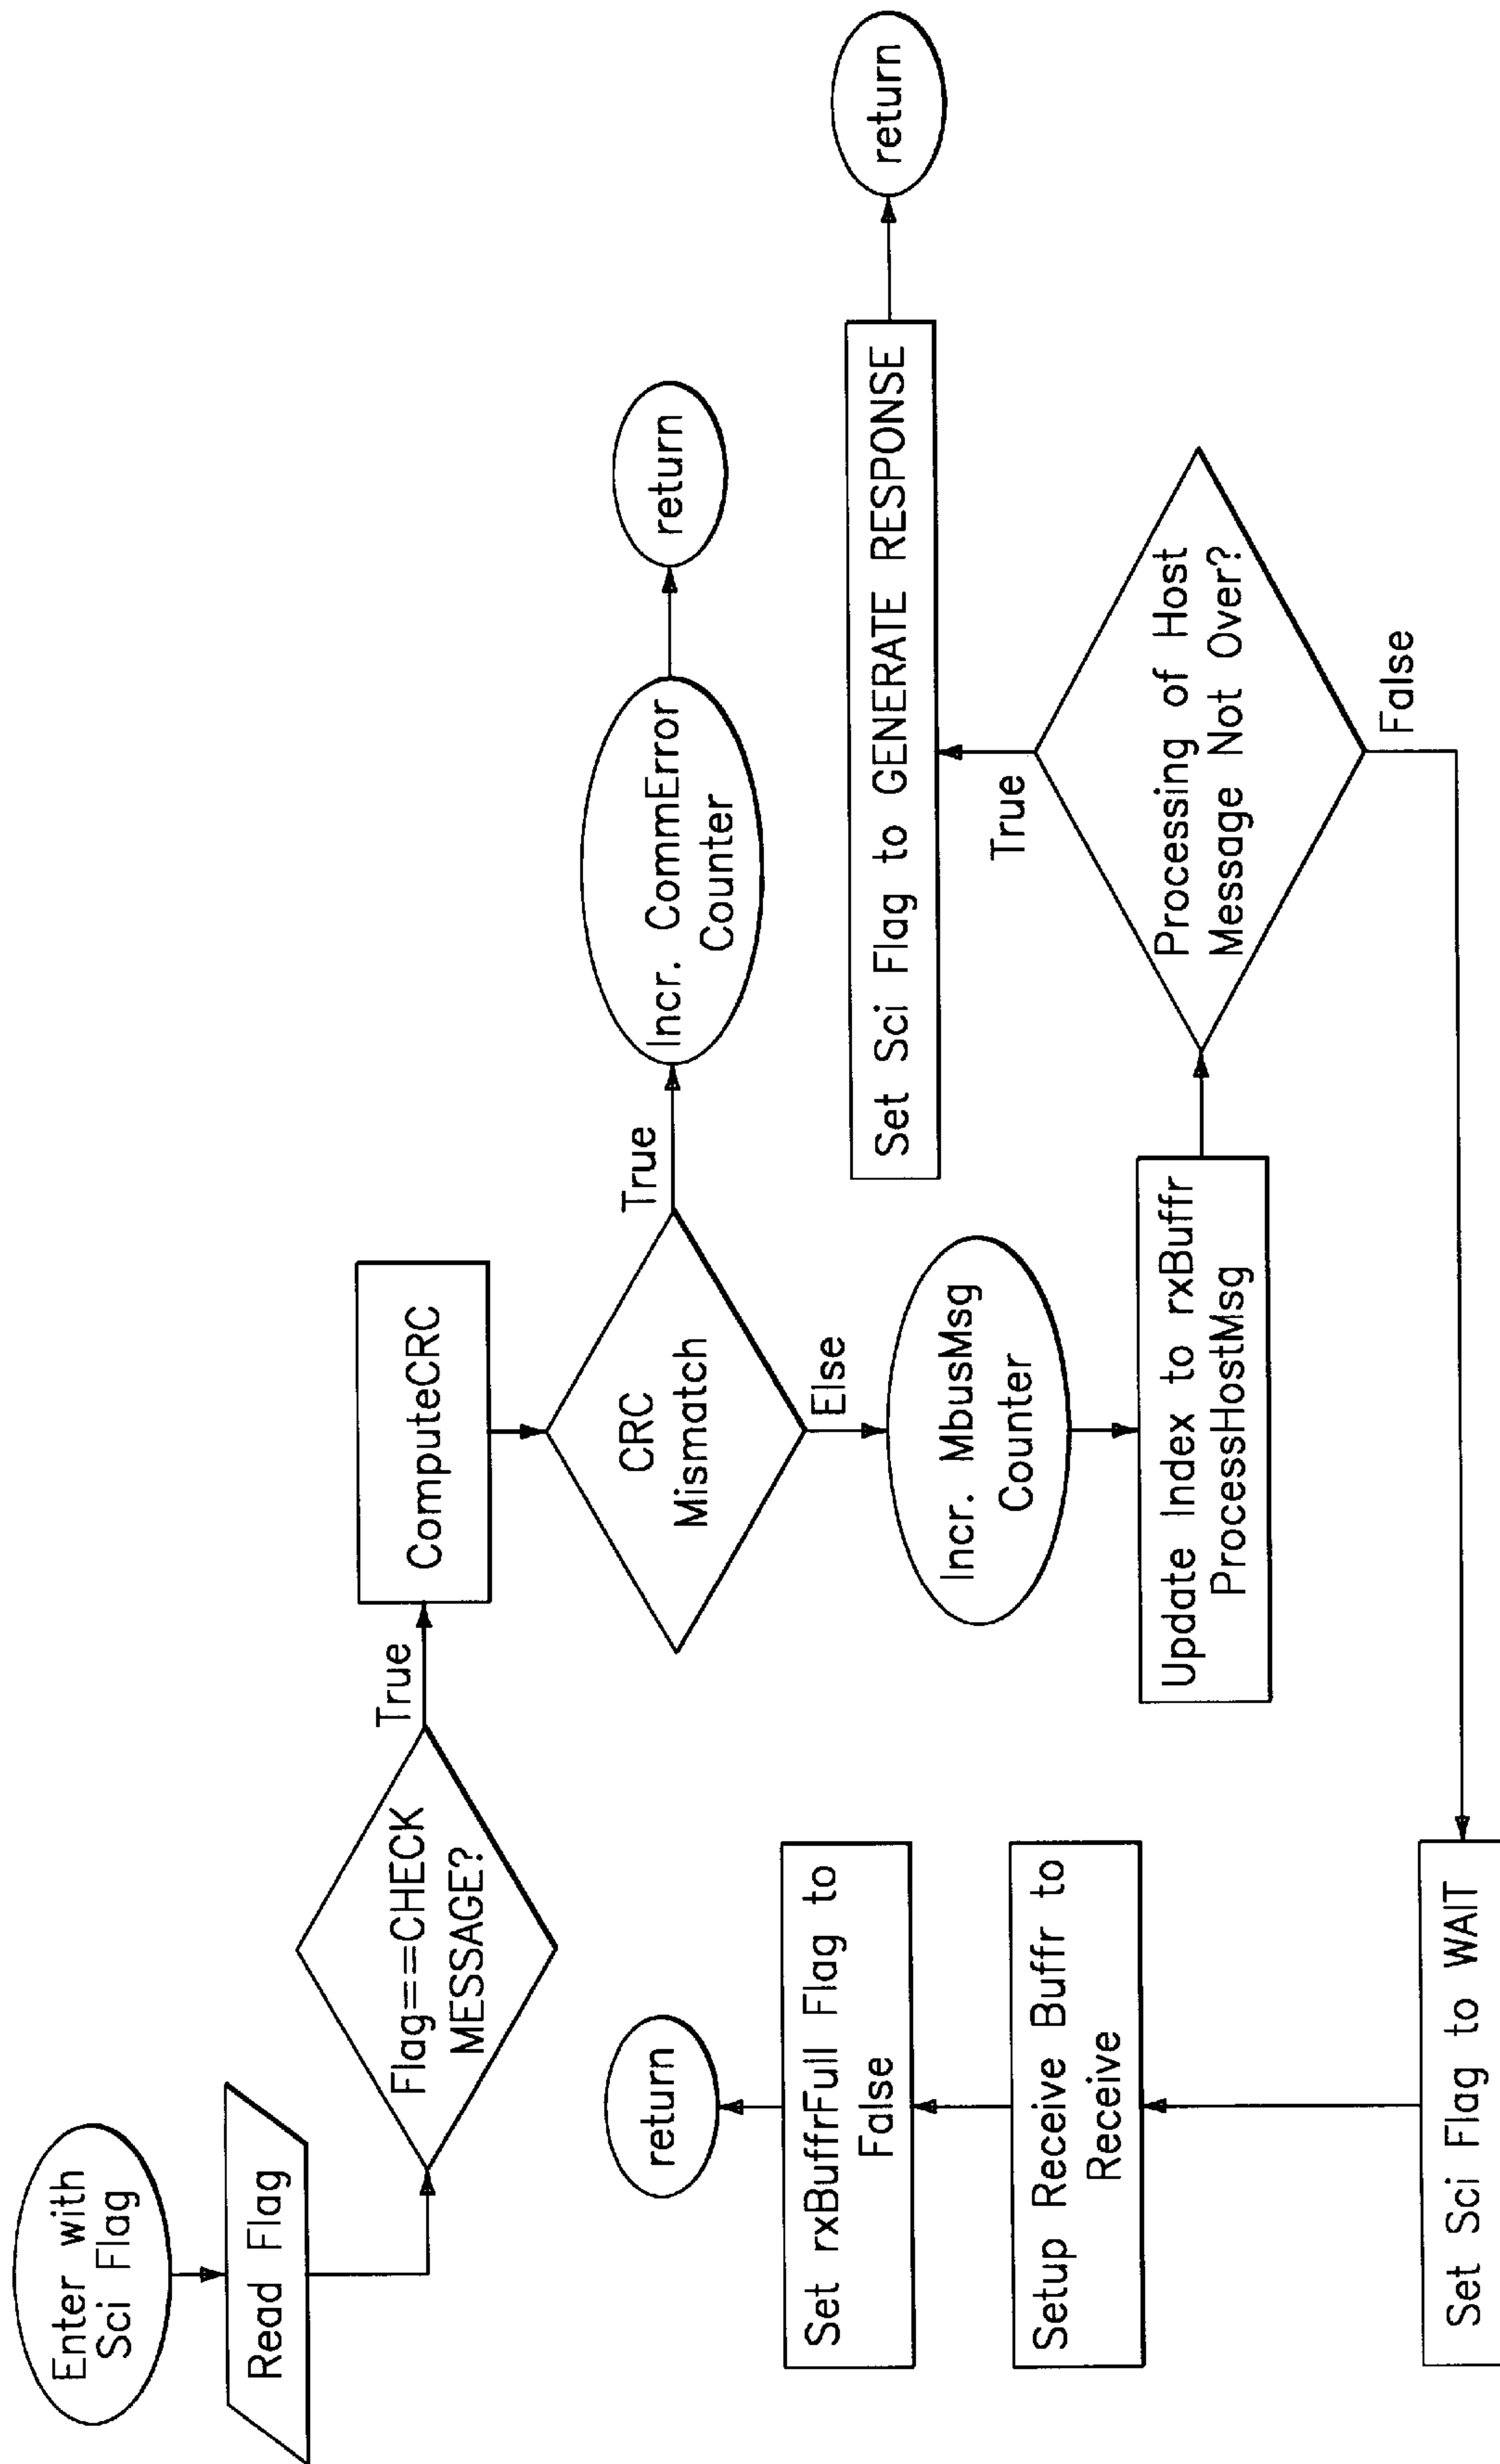 Enter with
Sci Flag
Read Flag
Flag==CHECK
MESSAGE?
True
ComputeCRC
CRC
Mismatch
True
Incr. CommError
Counter
return
Else
Incr. MbusMsg
Counter
Update Index to rxBuffr
ProcessHostMsg
Processing of Host
Message Not Over?
True
Set Sci Flag to GENERATE RESPONSE
return
False
Set Sci Flag to WAIT
Setup Receive Buffr to
Receive
Set rxBuffrFull Flag to
False
return